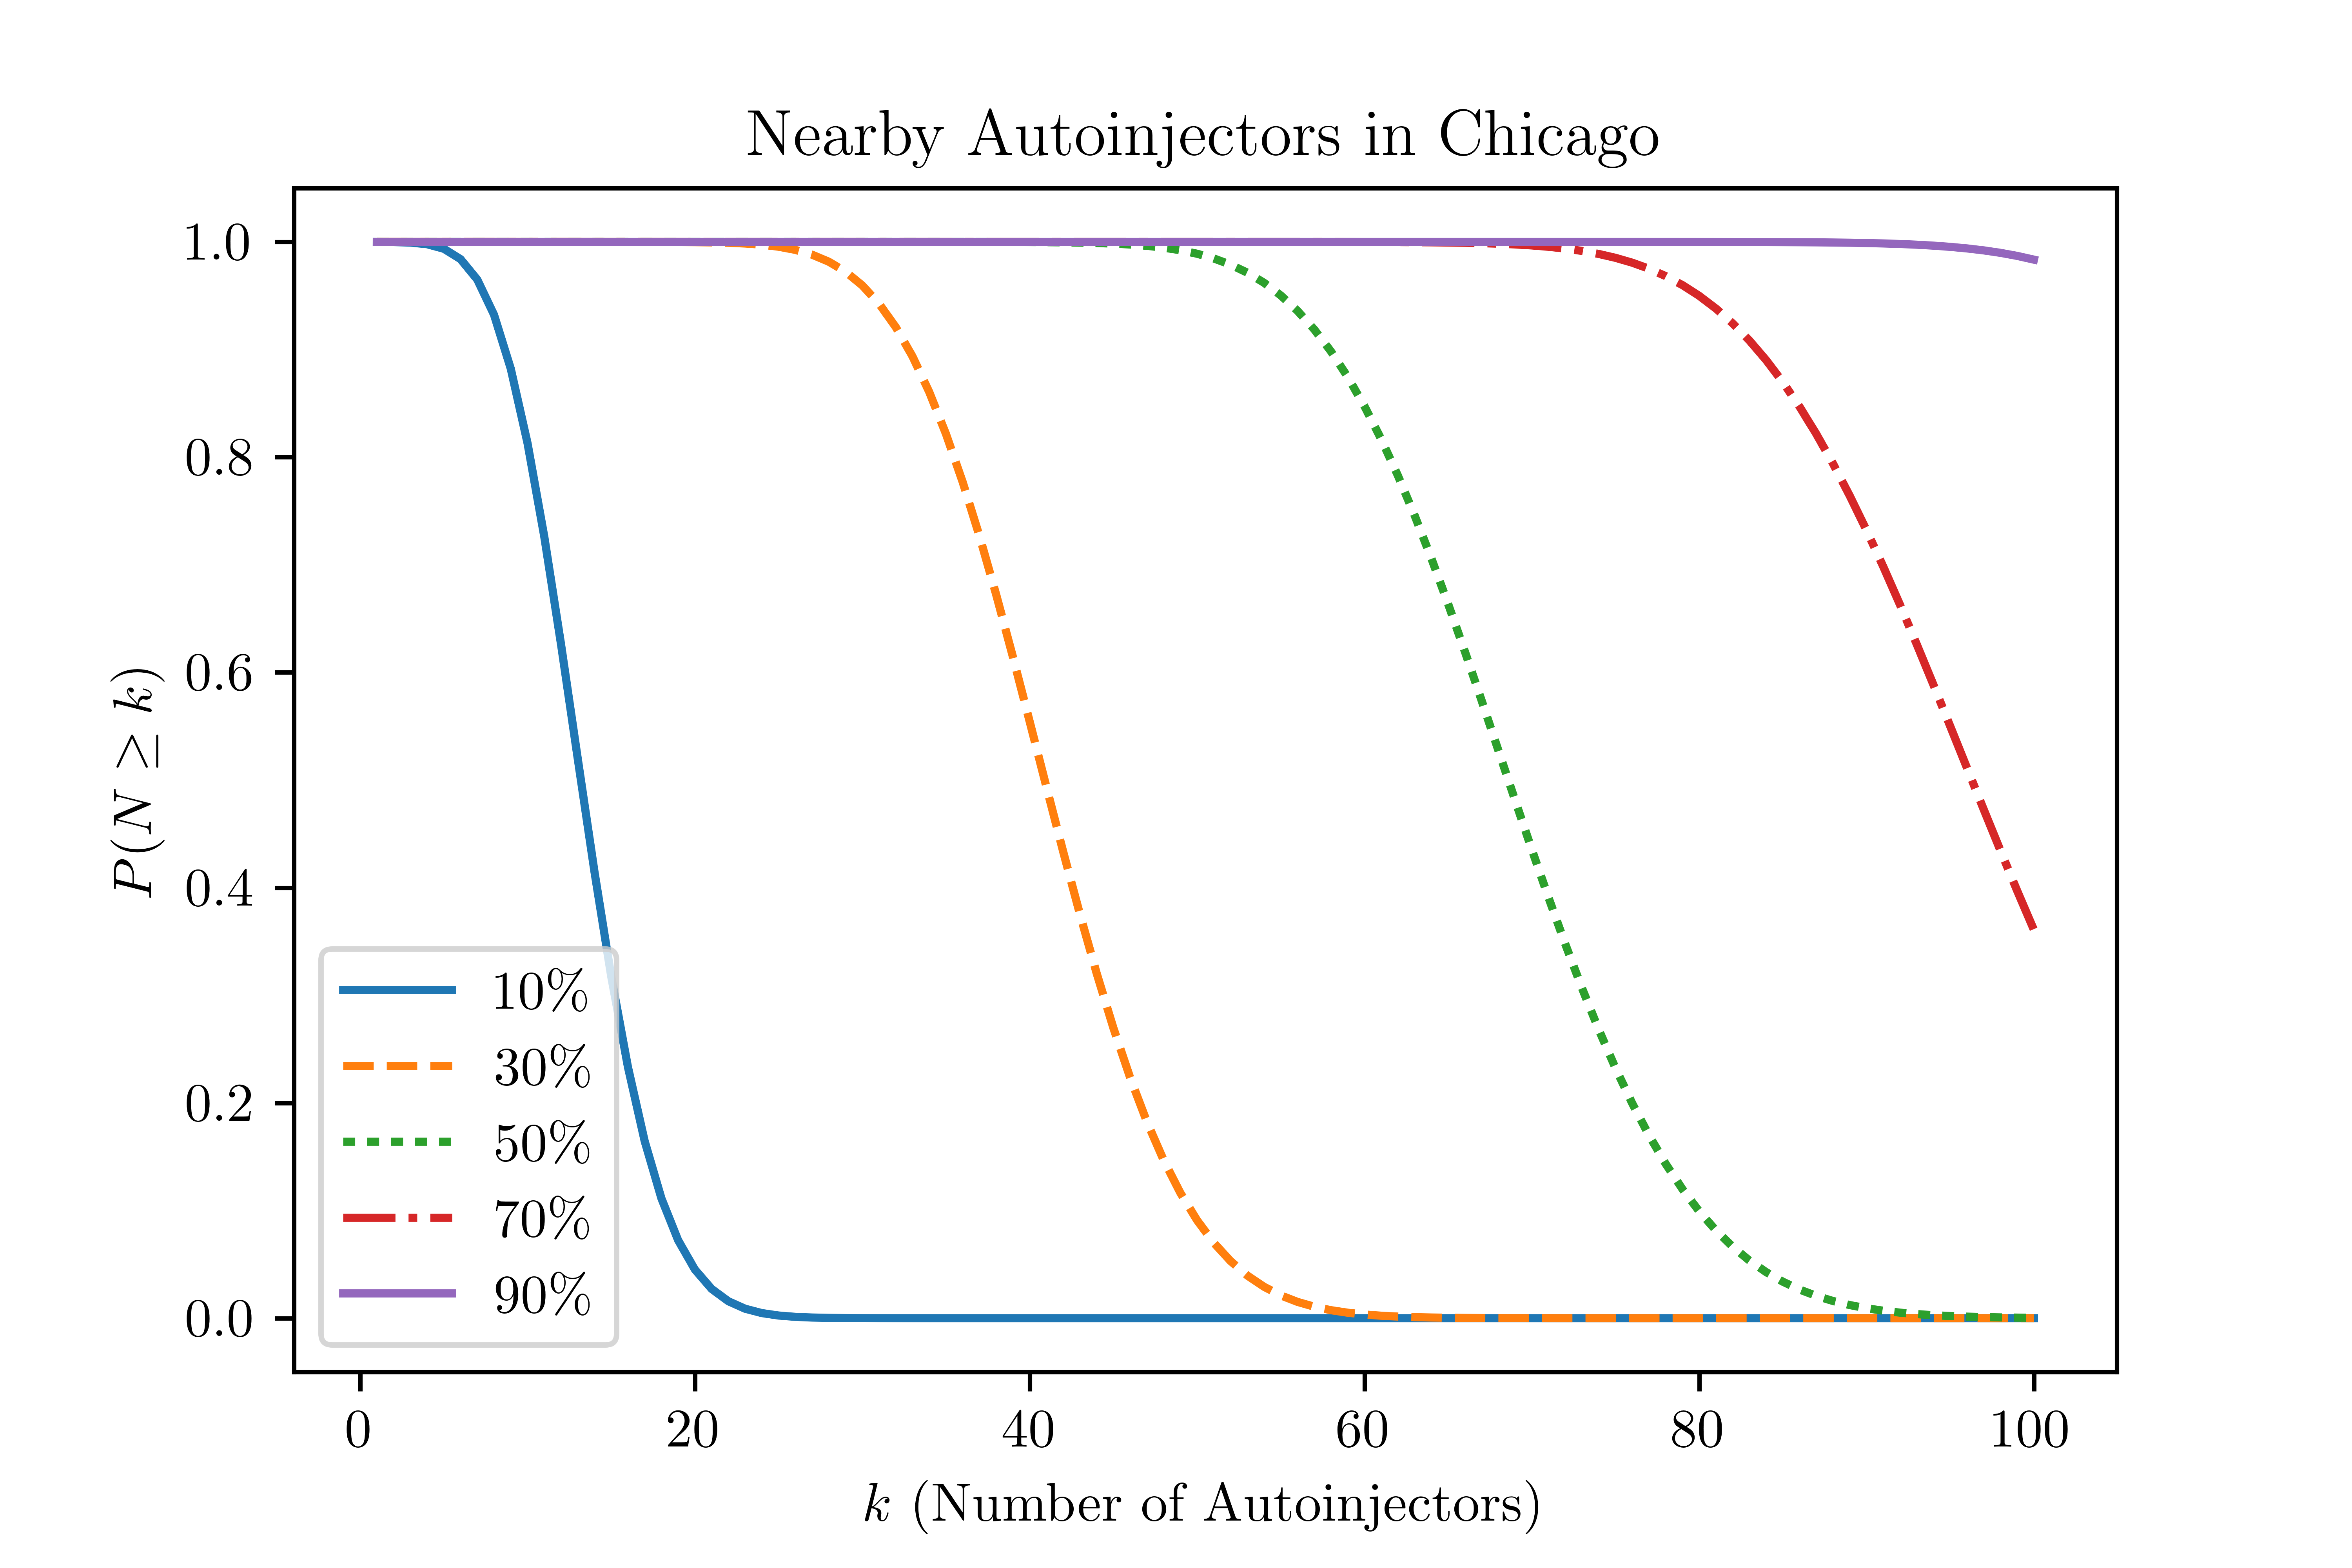 Nearby Autoinjectors in Chicago
1.0
0.8
0.6
0.4
0.2
0.0
P(N ≥ k)
10%
30%
50%
70%
90%
0 20 40 60 80 100
k (Number of Autoinjectors)